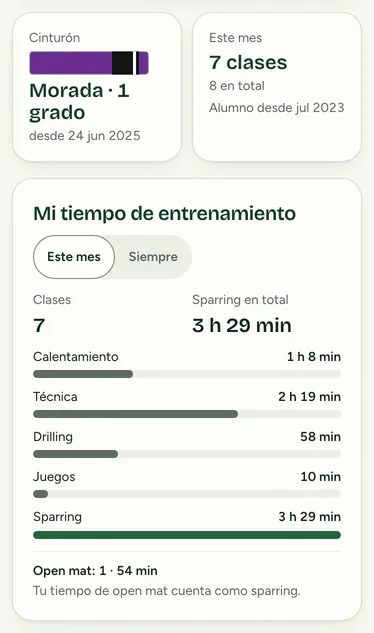 Cinturón
Morada · 1
grado
desde 24 jun 2025
Este mes
7 clases
8 en total
Alumno desde jul 2023
Mi tiempo de entrenamiento
Este mes
Siempre
Clases
7
Sparring en total
3 h 29 min
Calentamiento 1 h 8 min
Técnica 2 h 19 min
Drilling 58 min
Juegos 10 min
Sparring 3 h 29 min
Open mat: 1 · 54 min
Tu tiempo de open mat cuenta como sparring.